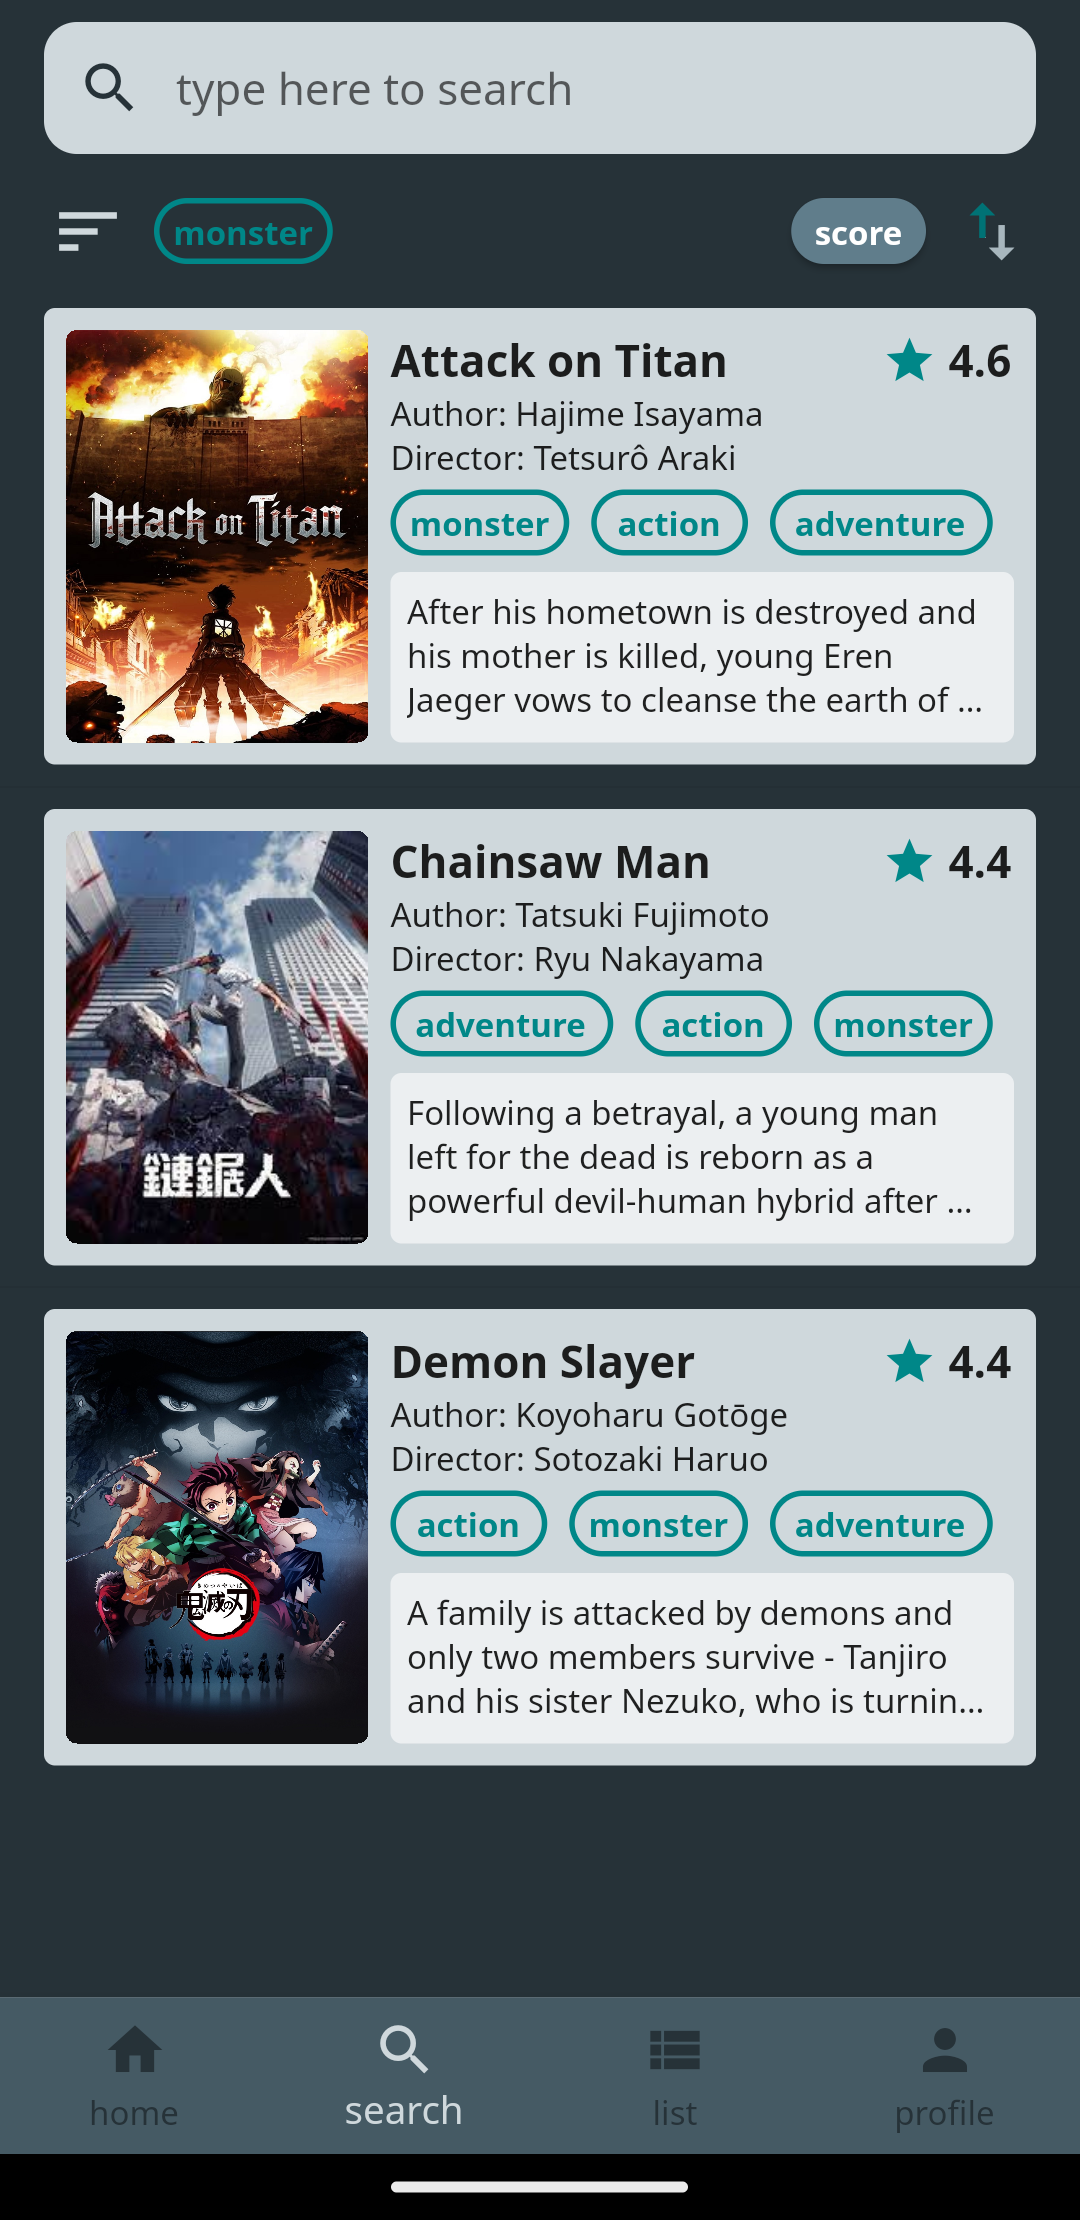 type here to search
monster
score
Attack on Titan
4.6
Author: Hajime Isayama
Director: Tetsurô Araki
monster action adventure
After his hometown is destroyed and
his mother is killed, young Eren
Jaeger vows to cleanse the earth of ...
Attack on Titan
Chainsaw Man
4.4
Author: Tatsuki Fujimoto
Director: Ryu Nakayama
adventure action monster
Following a betrayal, a young man
left for the dead is reborn as a
powerful devil-human hybrid after ...
鏈鋸人
Demon Slayer
4.4
Author: Koyoharu Gotōge
Director: Sotozaki Haruo
action monster adventure
A family is attacked by demons and
only two members survive - Tanjiro
and his sister Nezuko, who is turnin...
鬼滅の刃
home
search
list
profile